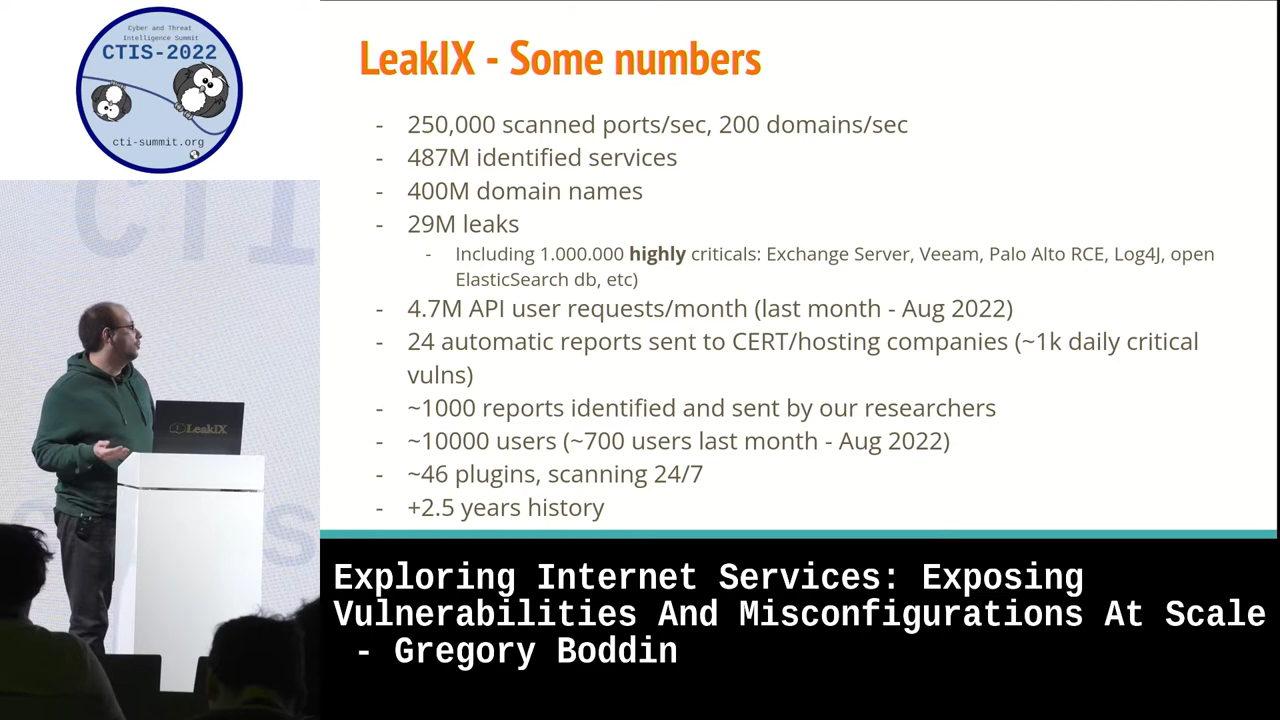 Cyber and Threat
Intelligence Summit
CTIS-2022
cti-summit.org
LeakIX - Some numbers
- 250,000 scanned ports/sec, 200 domains/sec
- 487M identified services
- 400M domain names
- 29M leaks
- Including 1.000.000 highly criticals: Exchange Server, Veeam, Palo Alto RCE, Log4J, open
ElasticSearch db, etc)
- 4.7M API user requests/month (last month - Aug 2022)
- 24 automatic reports sent to CERT/hosting companies (~1k daily critical
vulns)
- ~1000 reports identified and sent by our researchers
- ~10000 users (~700 users last month - Aug 2022)
- ~46 plugins, scanning 24/7
- +2.5 years history
CTI
LeakIX
Exploring Internet Services: Exposing
Vulnerabilities And Misconfigurations At Scale
- Gregory Boddin